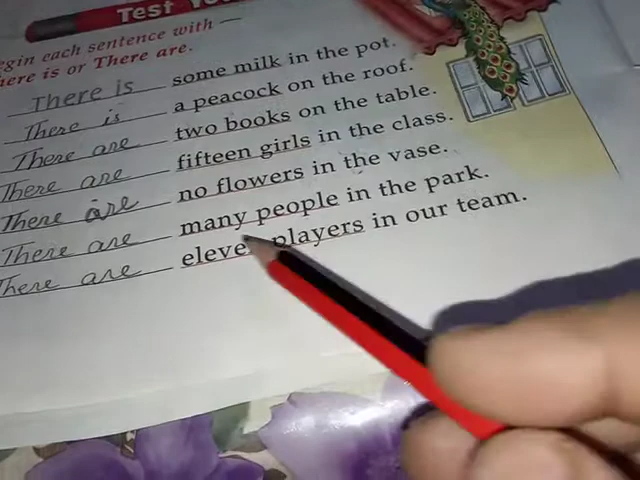 Test
egin each sentence with —
here is or There are.
There is some milk in the pot.
There is a peacock on the roof.
There are two books on the table.
There are fifteen girls in the class.
There are no flowers in the vase.
There are many people in the park.
There are eleve players in our team.